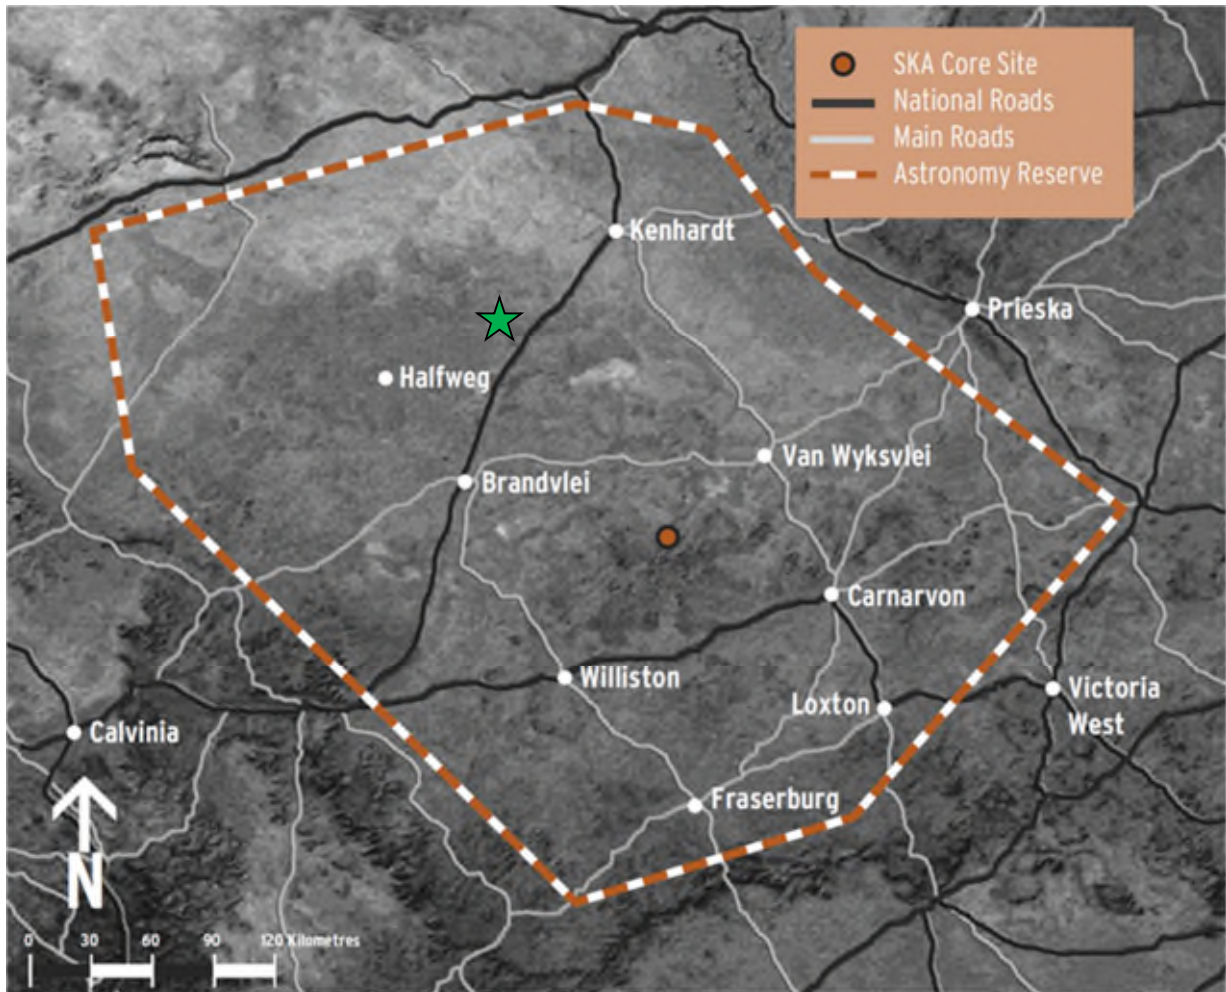 SKA Core Site
National Roads
Main Roads
Astronomy Reserve
Kenhardt
Prieska
Halfweg
Van Wyksvlei
Brandvlei
Carnarvon
Williston
Victoria
West
Loxton
Calvinia
Fraserburg
N
0 30 60 90 120 Kilometres